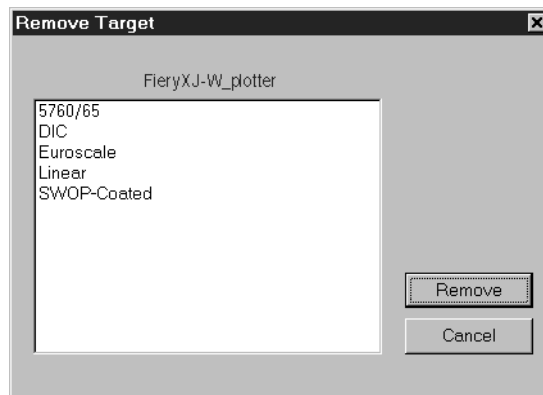 Remove Target
FieryXJ-W_plotter
5760/65
DIC
Euroscale
Linear
SWOP-Coated
Remove
Cancel